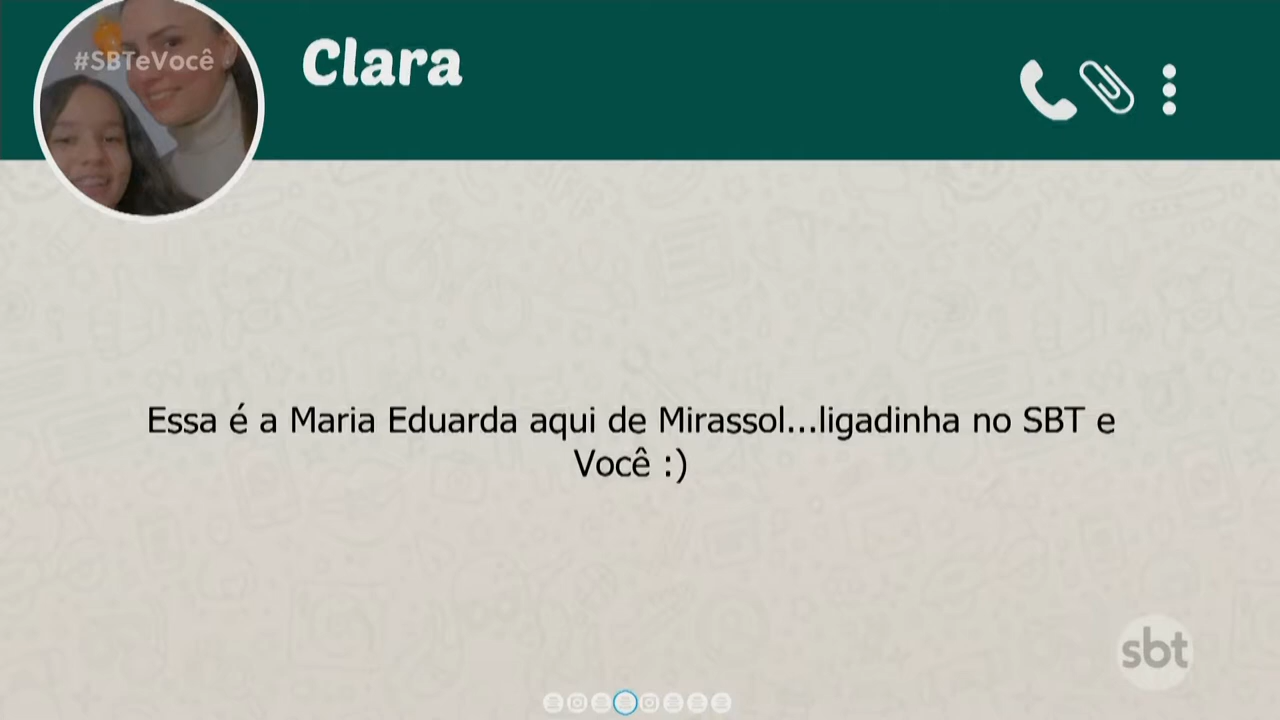 #SBTeVocê
Clara
Essa é a Maria Eduarda aqui de Mirassol...ligadinha no SBT e
Você :)
sbt